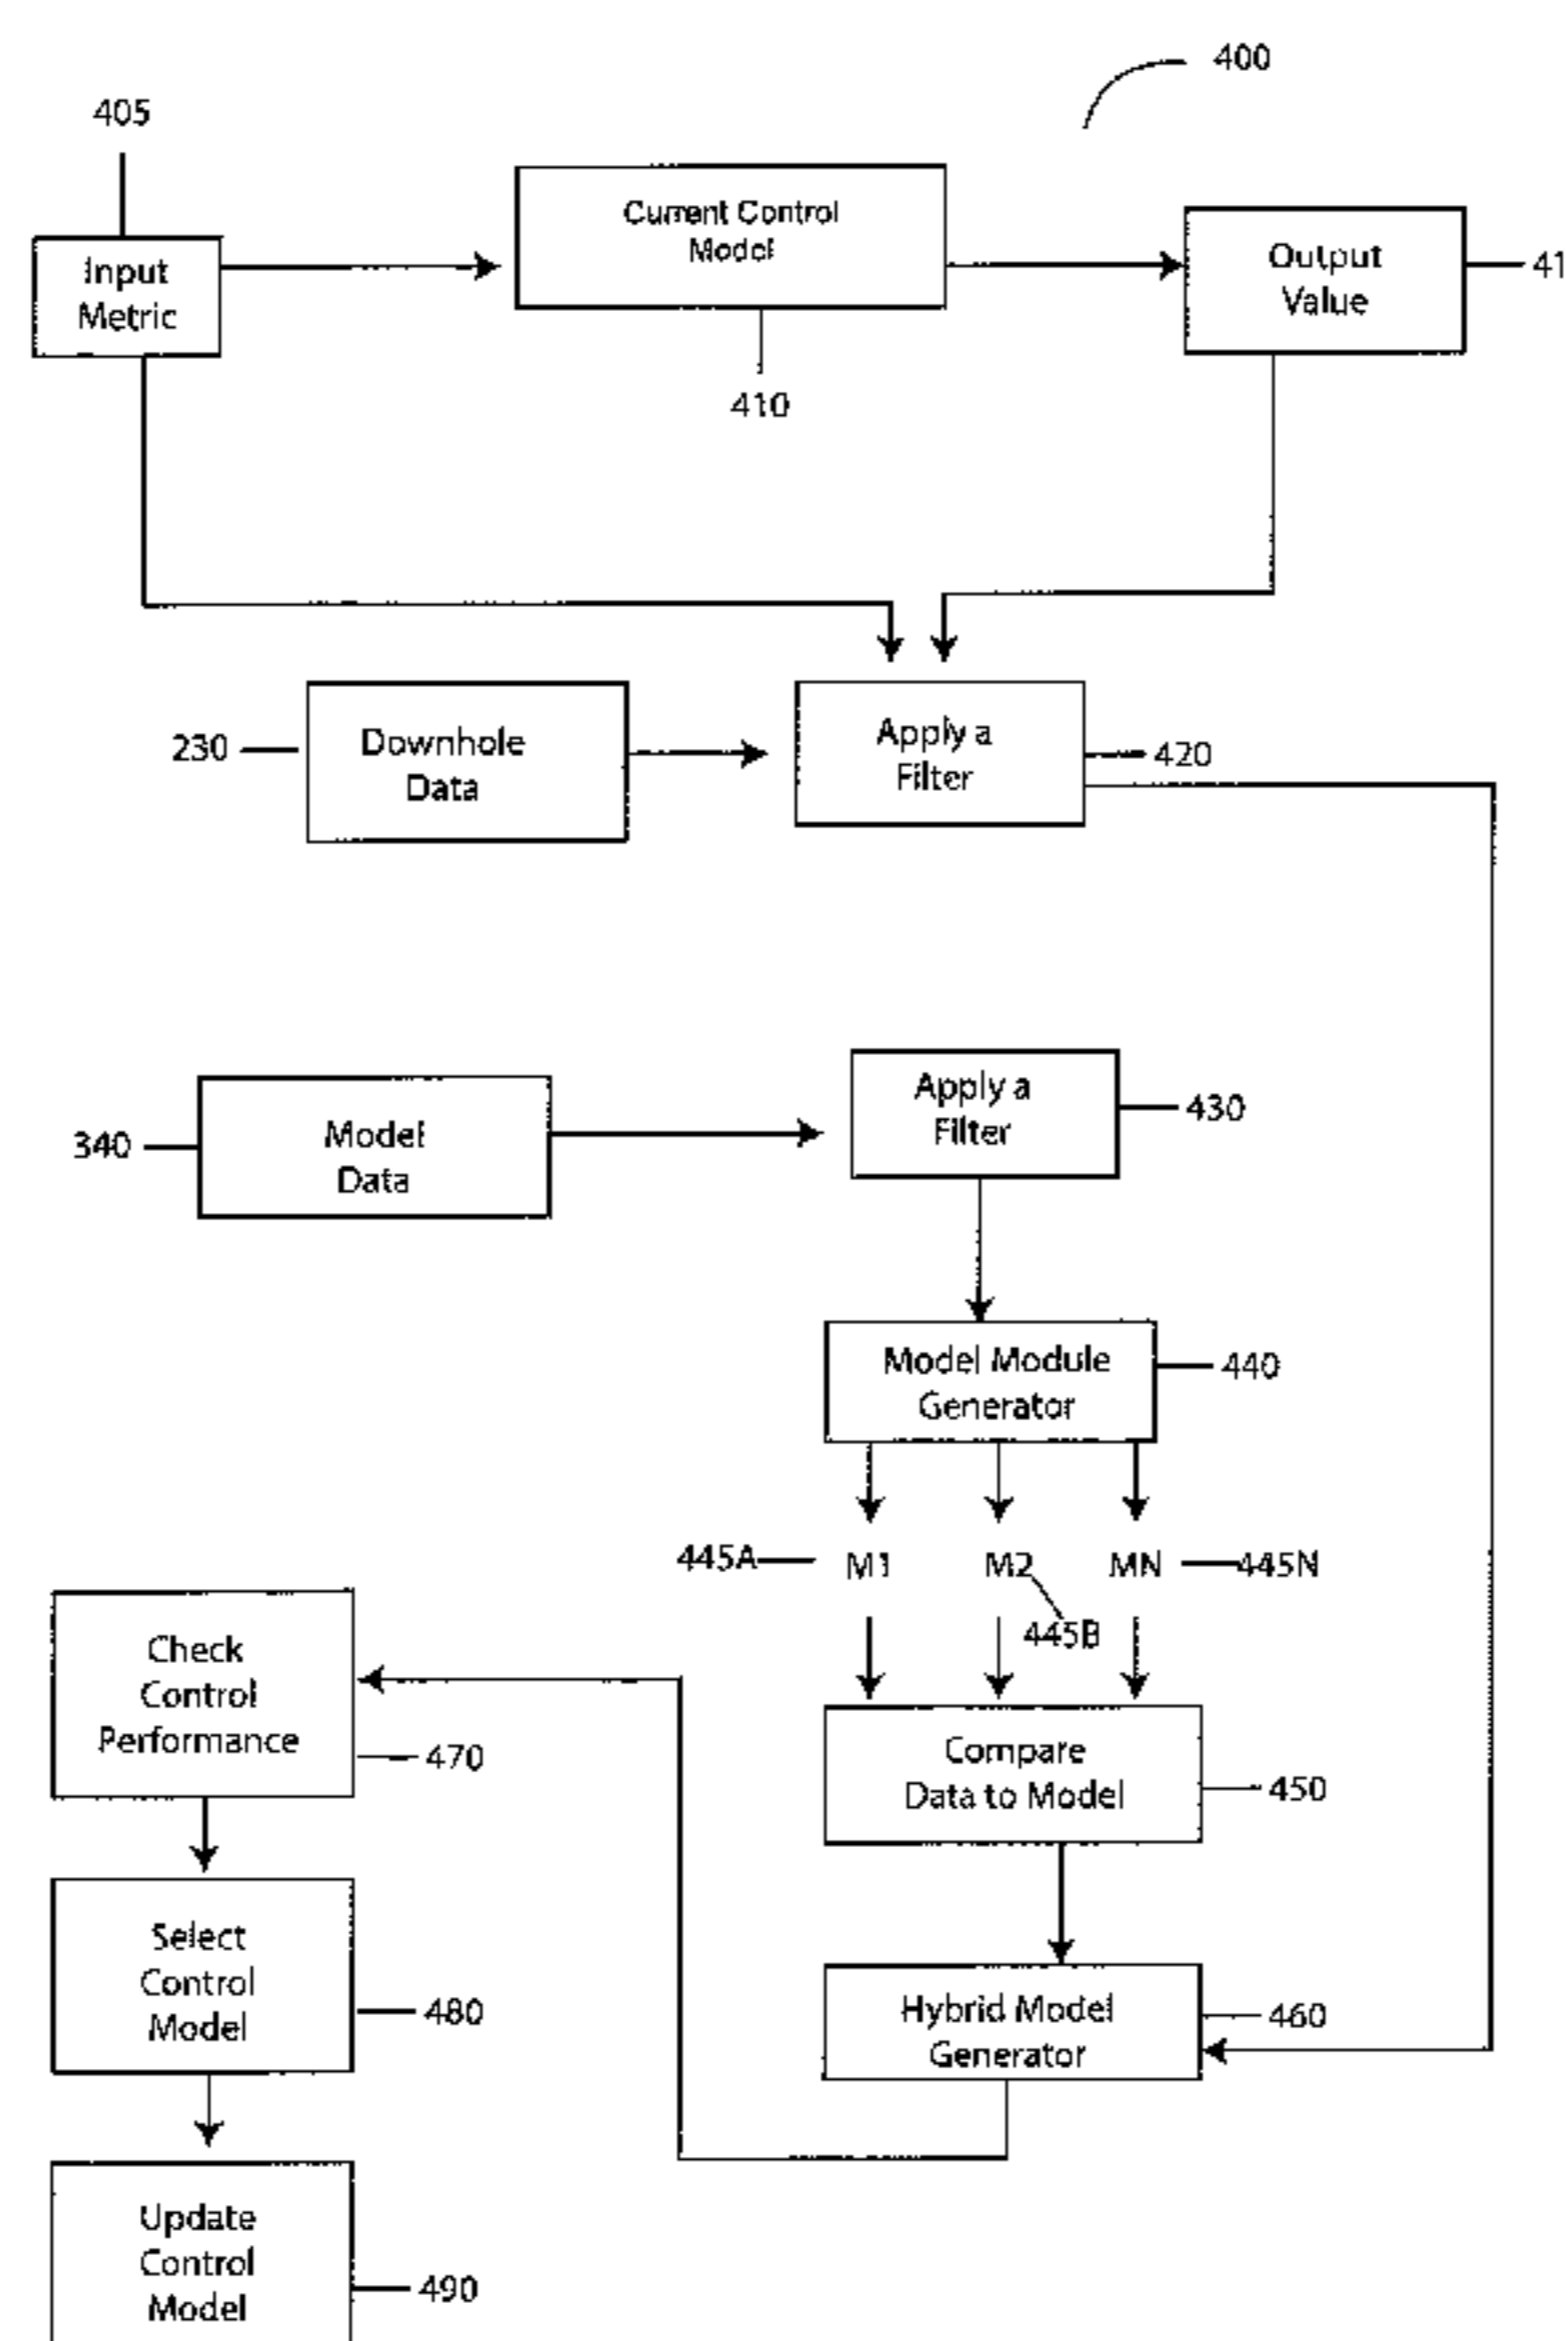 400
405
Input
Metric
Current Control
Model
410
Output
Value
41
230
Downhole
Data
Apply a
Filter
420
340
Model
Data
Apply a
Filter
430
Model Module
Generator
440
445A
M1
M2
MN
445N
445B
Check
Control
Performance
470
Compare
Data to Model
450
Select
Control
Model
480
Hybrid Model
Generator
460
Update
Control
Model
490